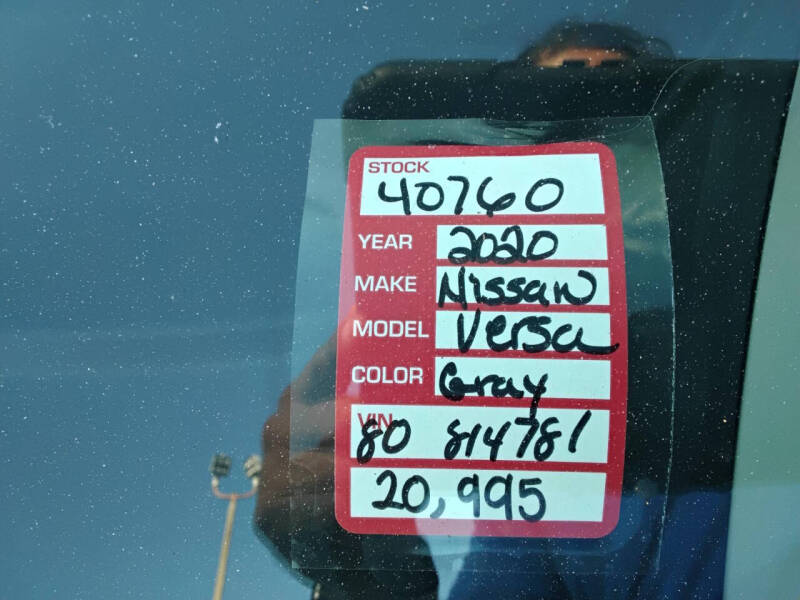 STOCK
40760
YEAR 2020
MAKE Nissan
MODEL Versa
COLOR Gray
VIN
80 814781
20,995